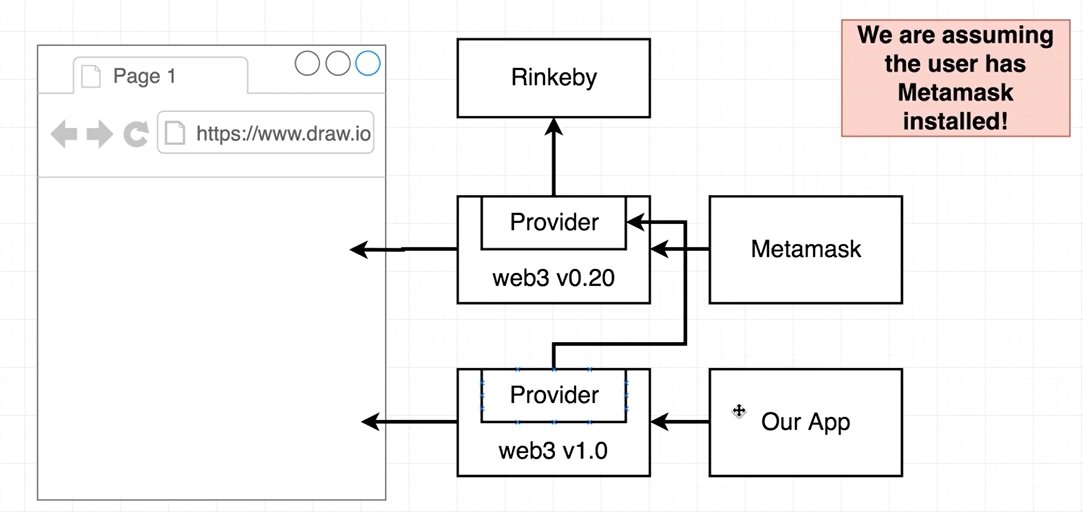 Page 1
https://www.draw.io
Rinkeby
We are assuming
the user has
Metamask
installed!
Provider
web3 v0.20
Metamask
Provider
web3 v1.0
Our App